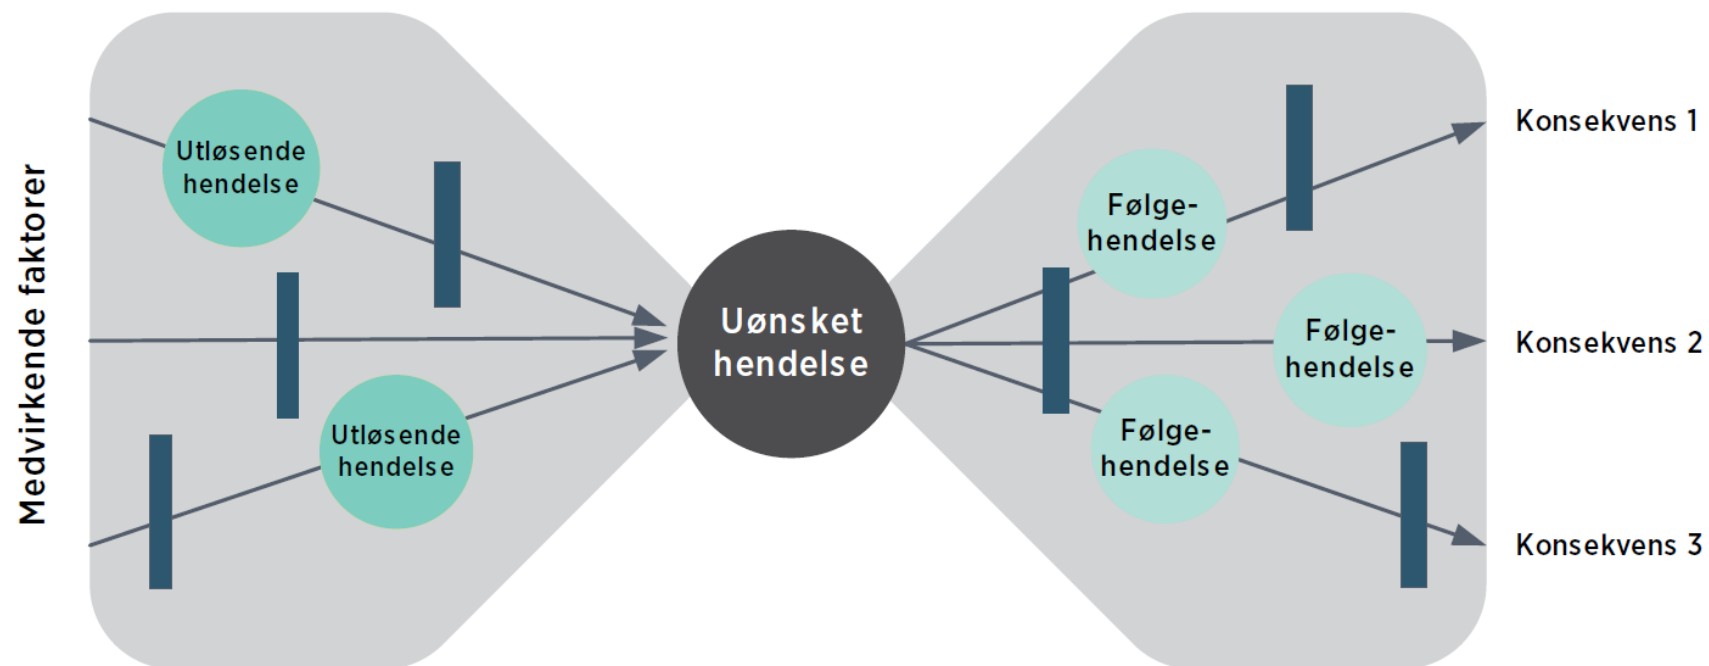 Medvirkende faktorer
Utløsende
hendelse
Utløsende
hendelse
Uønsket
hendelse
Følge-
hendelse
Følge-
hendelse
Følge-
hendelse
Konsekvens 1
Konsekvens 2
Konsekvens 3